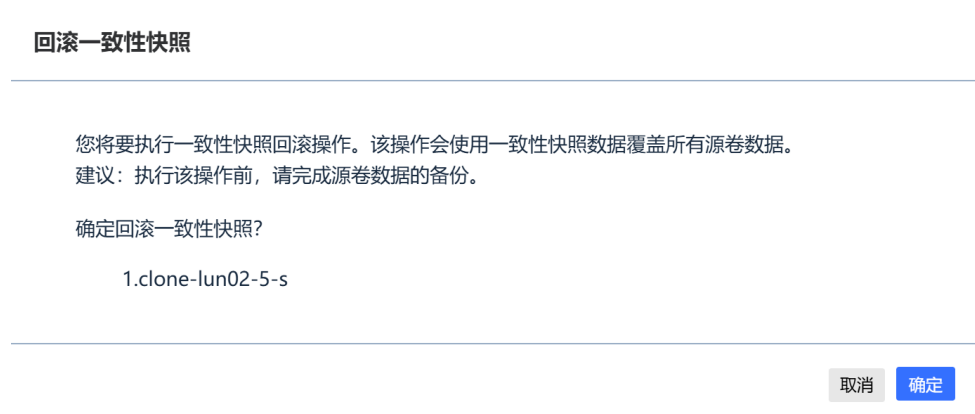 回滚一致性快照
您将要执行一致性快照回滚操作。该操作会使用一致性快照数据覆盖所有源卷数据。
建议：执行该操作前，请完成源卷数据的备份。
确定回滚一致性快照?
1.clone-lun02-5-s
取消 确定